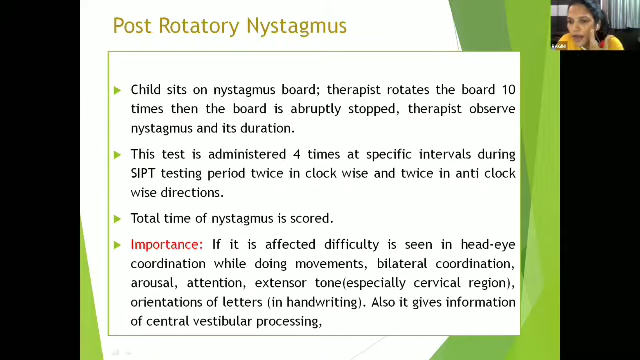 Post Rotatory Nystagmus
Child sits on nystagmus board; therapist rotates the board 10
times then the board is abruptly stopped, therapist observe
nystagmus and its duration.
This test is administered 4 times at specific intervals during
SIPT testing period twice in clock wise and twice in anti clock
wise directions.
Total time of nystagmus is scored.
Importance: If it is affected difficulty is seen in head-eye
coordination while doing movements, bilateral coordination,
arousal, attention, extensor tone(especially cervical region),
orientations of letters (in handwriting). Also it gives information
of central vestibular processing,